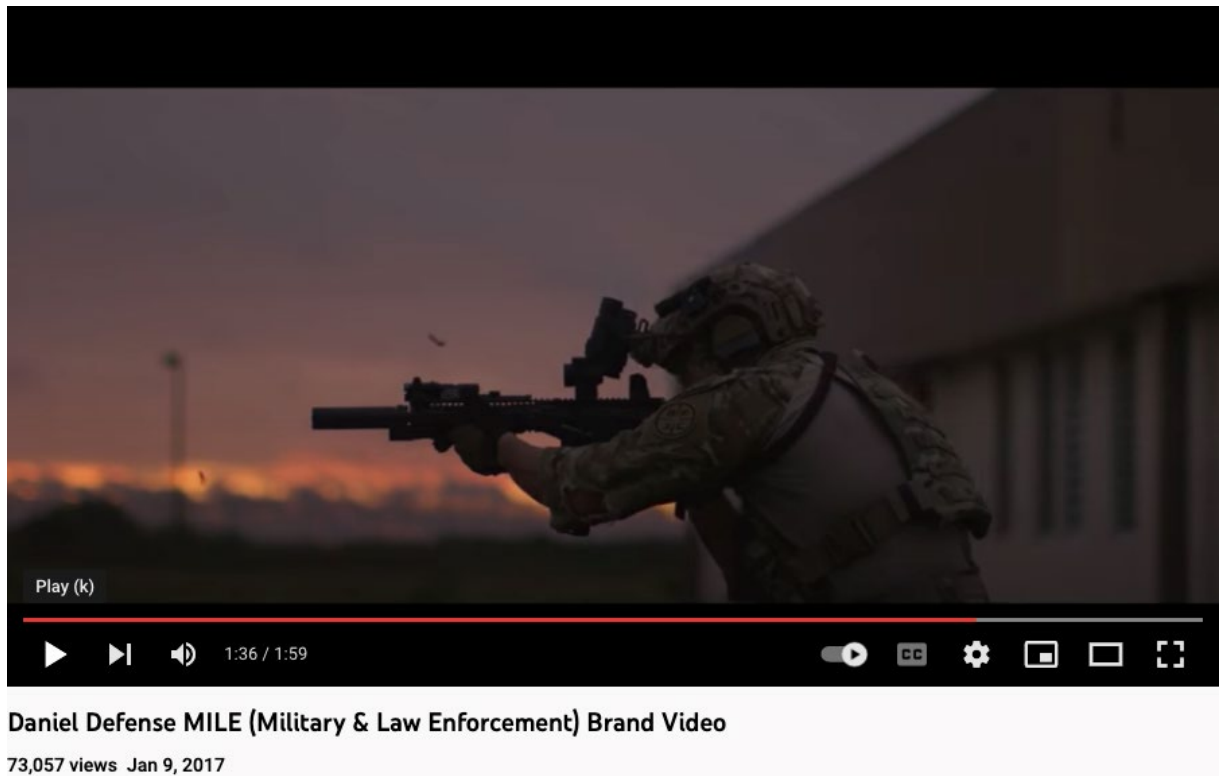 Play (k)
1:36 / 1:59
CC
Daniel Defense MILE (Military & Law Enforcement) Brand Video
73,057 views Jan 9, 2017